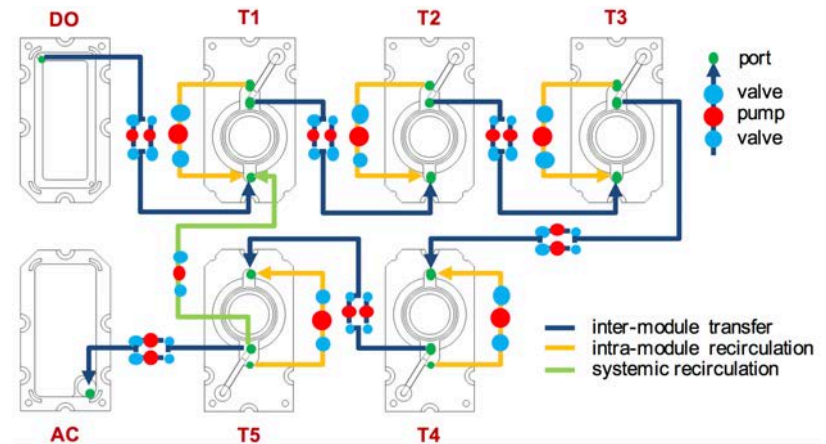 DO
T1
T2
T3
port
valve
pump
valve
inter-module transfer
intra-module recirculation
systemic recirculation
AC
T5
T4